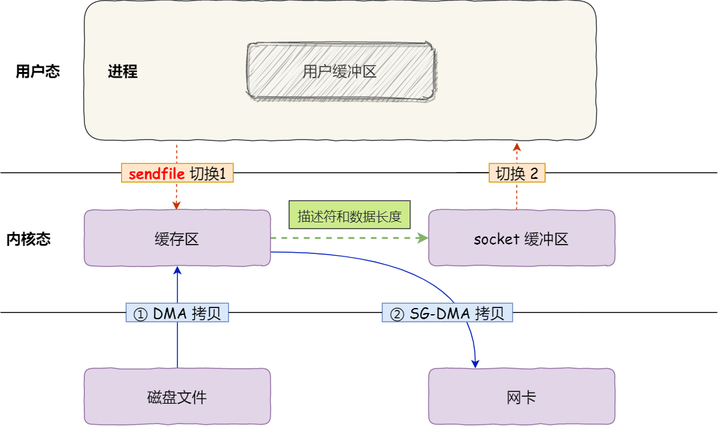 用户态
进程
用户缓冲区
sendfile 切换1
切换 2
内核态
缓存区
描述符和数据长度
socket 缓冲区
① DMA 拷贝
② SG-DMA 拷贝
磁盘文件
网卡